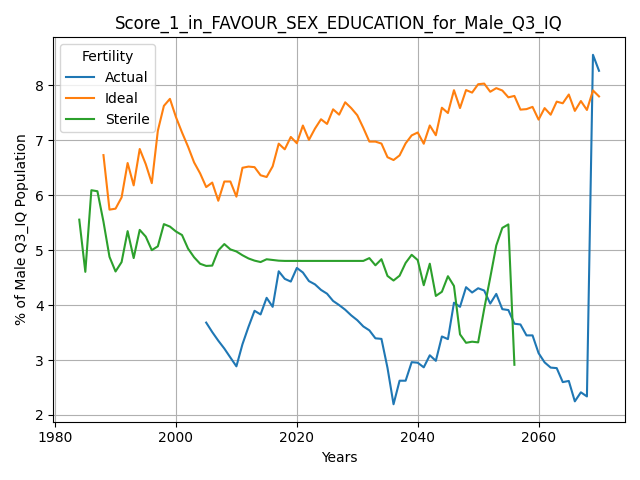 Score_1_in_FAVOUR_SEX_EDUCATION_for_Male_Q3_IQ
Fertility
Actual
Ideal
Sterile
% of Male Q3_IQ Population
8
7
6
5
4
3
2
1980
2000
2020
2040
2060
Years